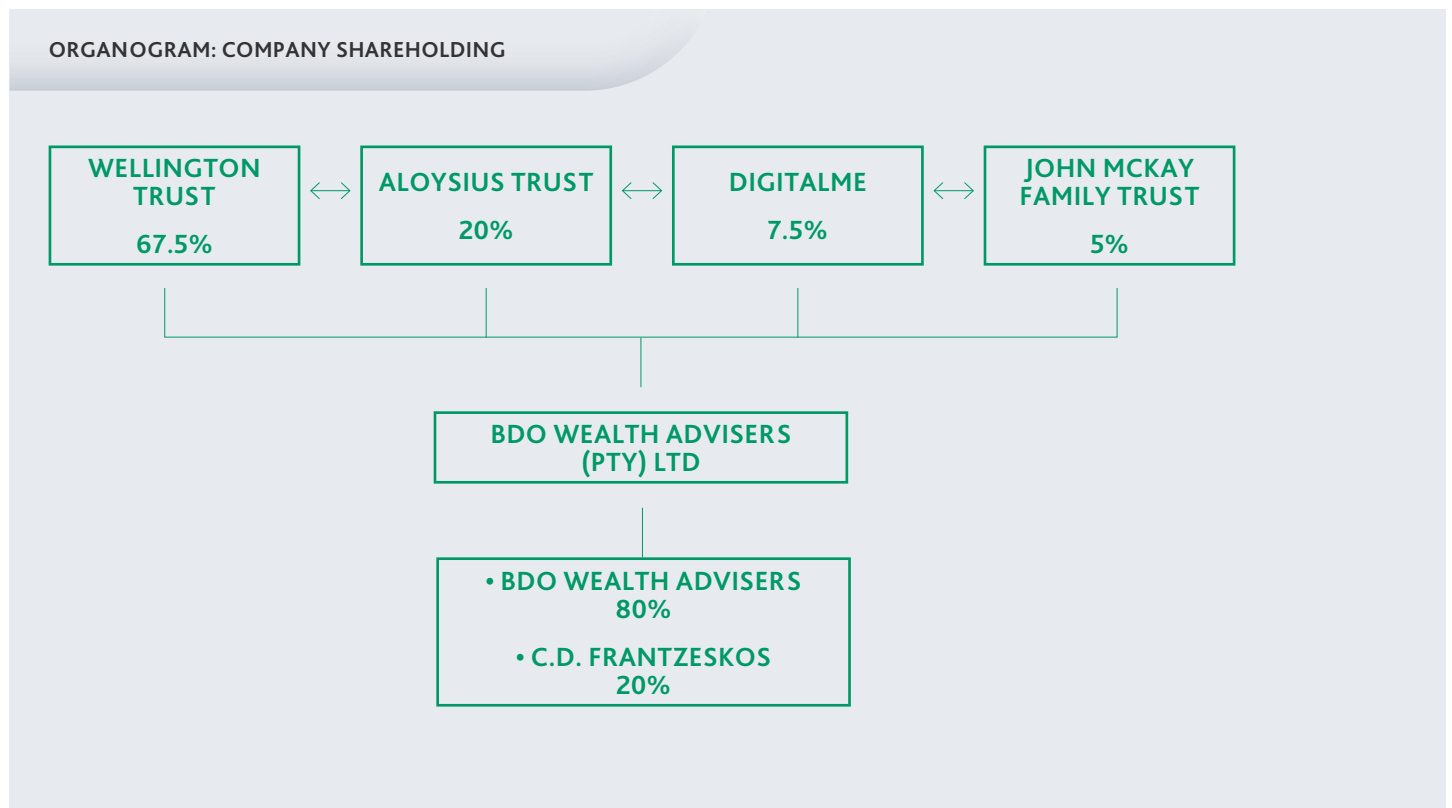 ORGANOGRAM: COMPANY SHAREHOLDING
WELLINGTON
TRUST
67.5%
ALOYSIUS TRUST
20%
DIGITALME
7.5%
JOHN MCKAY
FAMILY TRUST
5%
BDO WEALTH ADVISERS
(PTY) LTD
• BDO WEALTH ADVISERS
80%
• C.D. FRANTZESKOS
20%